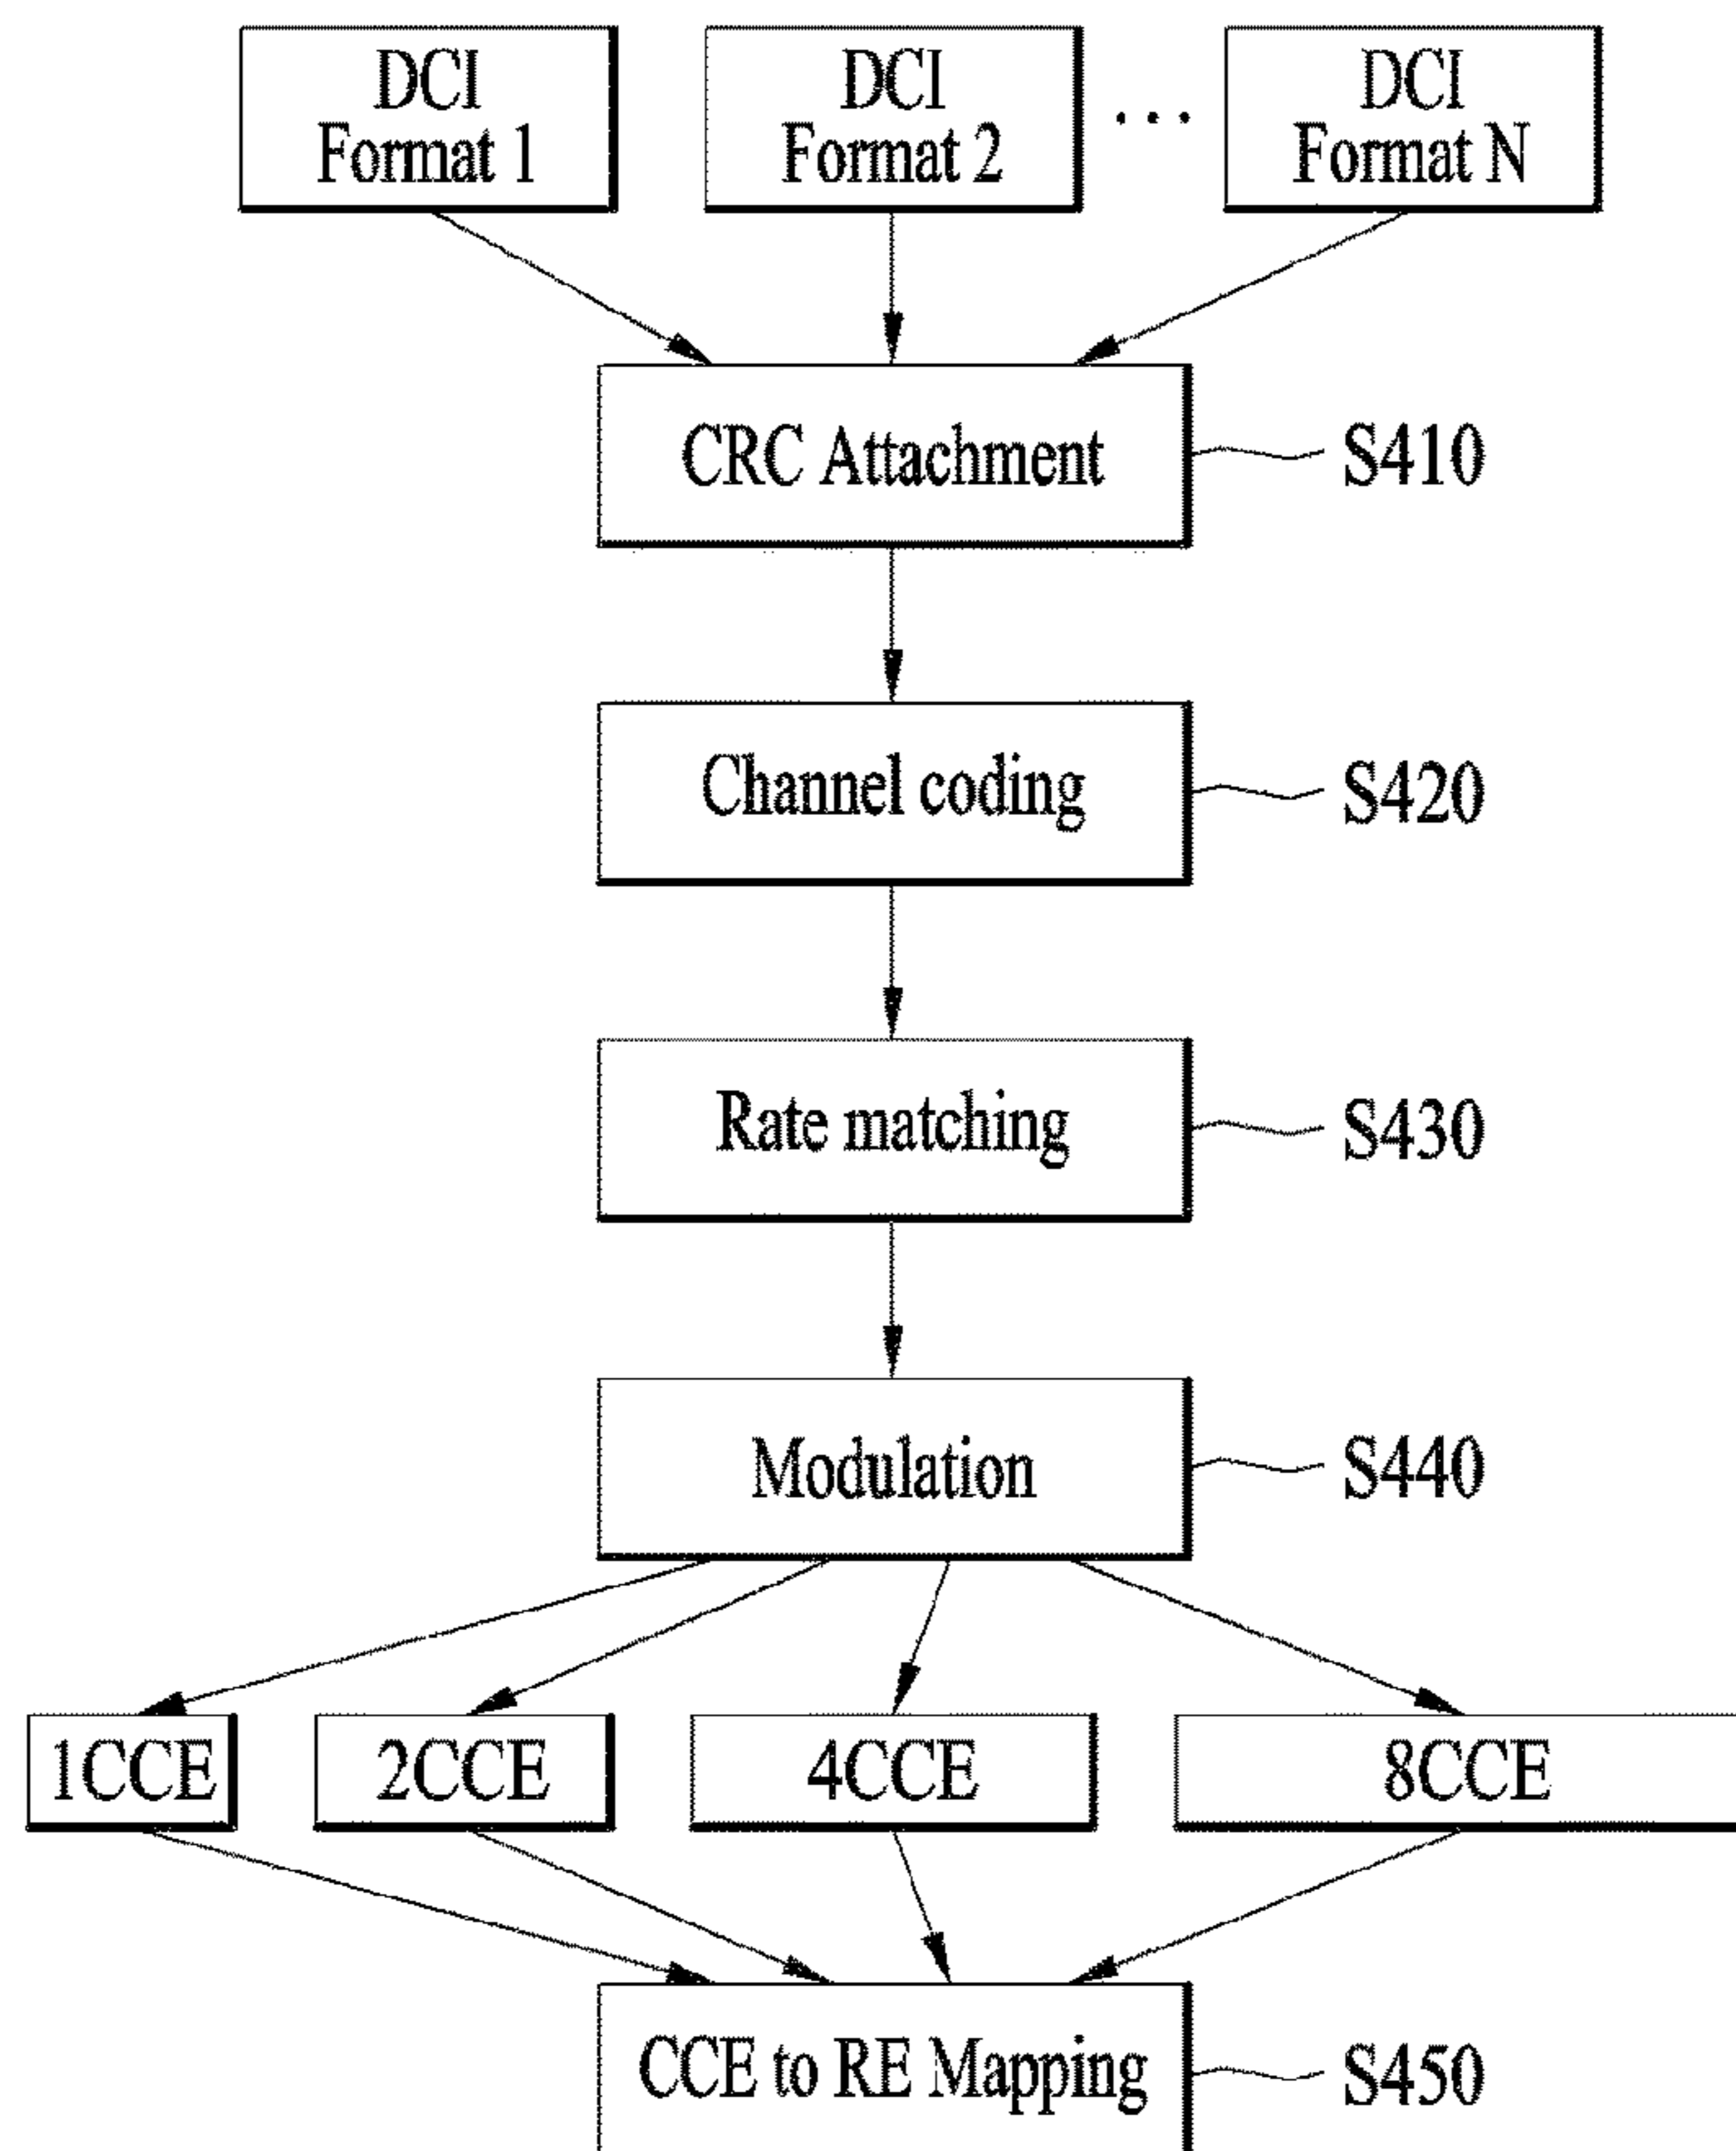 DCI
Format 1
DCI
Format 2
...
DCI
Format N
CRC Attachment
S410
Channel coding
S420
Rate matching
S430
Modulation
S440
1CCE
2CCE
4CCE
8CCE
CCE to RE Mapping
S450